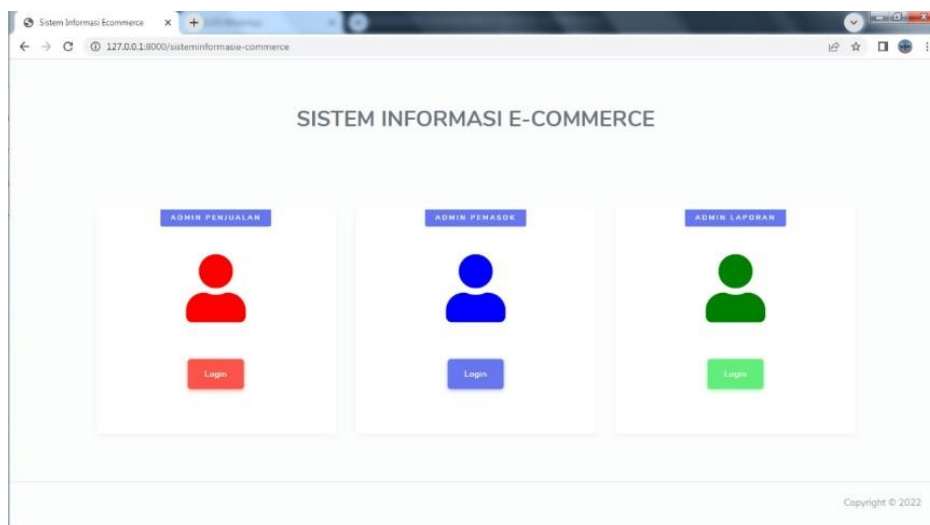 Sistem Informasi Ecommerce
127.0.0.1:8000/sisteminformasie-commerce
SISTEM INFORMASI E-COMMERCE
ADMIN PENJUALAN
ADMIN PEMASOK
ADMIN LAPORAN
Login
Login
Login
Copyright © 2022